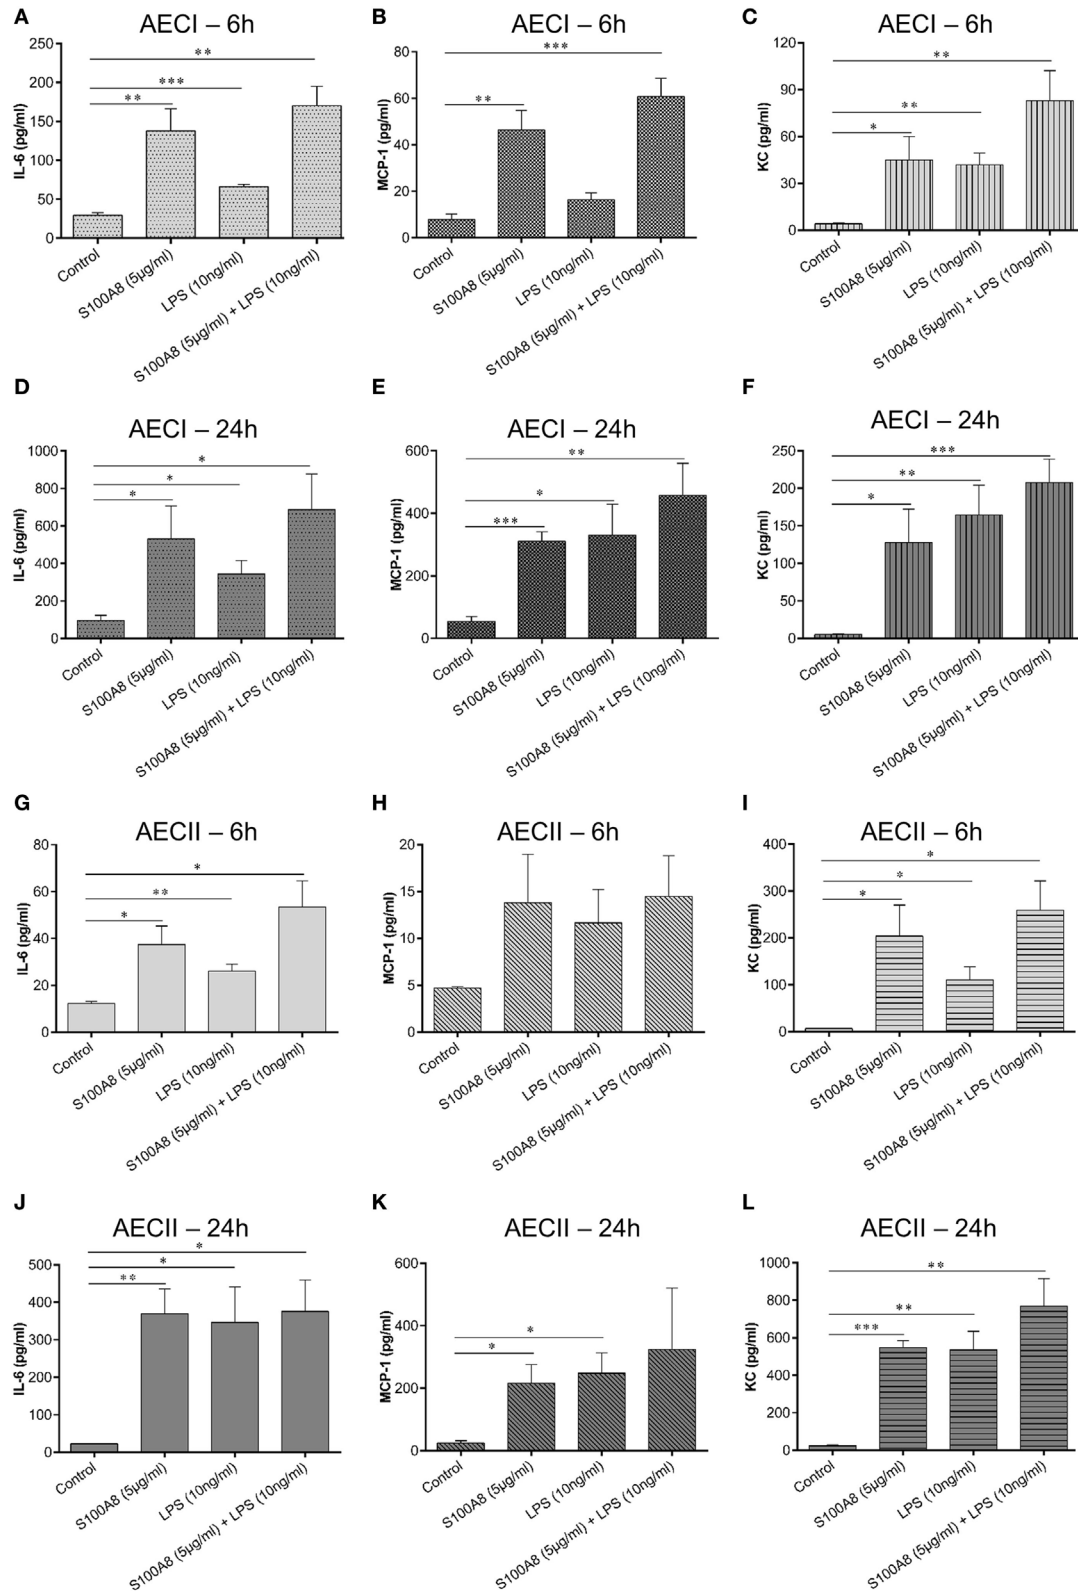 A
AECI – 6h
IL-6 (pg/ml)
250
200
150
100
50
0
**
***
**
Control
S100A8 (5µg/ml)
LPS (10ng/ml)
S100A8 (5µg/ml) + LPS (10ng/ml)
B
AECI – 6h
MCP-1 (pg/ml)
80
60
40
20
0
***
**
Control
S100A8 (5µg/ml)
LPS (10ng/ml)
S100A8 (5µg/ml) + LPS (10ng/ml)
C
AECI – 6h
KC (pg/ml)
120
90
60
30
0
**
**
*
Control
S100A8 (5µg/ml)
LPS (10ng/ml)
S100A8 (5µg/ml) + LPS (10ng/ml)
D
AECI – 24h
IL-6 (pg/ml)
1000
800
600
400
200
0
*
*
*
Control
S100A8 (5µg/ml)
LPS (10ng/ml)
S100A8 (5µg/ml) + LPS (10ng/ml)
E
AECI – 24h
MCP-1 (pg/ml)
600
400
200
0
**
*
***
Control
S100A8 (5µg/ml)
LPS (10ng/ml)
S100A8 (5µg/ml) + LPS (10ng/ml)
F
AECI – 24h
KC (pg/ml)
250
200
150
100
50
0
***
**
*
Control
S100A8 (5µg/ml)
LPS (10ng/ml)
S100A8 (5µg/ml) + LPS (10ng/ml)
G
AECII – 6h
IL-6 (pg/ml)
80
60
40
20
0
*
**
*
Control
S100A8 (5µg/ml)
LPS (10ng/ml)
S100A8 (5µg/ml) + LPS (10ng/ml)
H
AECII – 6h
MCP-1 (pg/ml)
20
15
10
5
0
Control
S100A8 (5µg/ml)
LPS (10ng/ml)
S100A8 (5µg/ml) + LPS (10ng/ml)
I
AECII – 6h
KC (pg/ml)
400
300
200
100
0
*
*
*
Control
S100A8 (5µg/ml)
LPS (10ng/ml)
S100A8 (5µg/ml) + LPS (10ng/ml)
J
AECII – 24h
IL-6 (pg/ml)
500
400
300
200
100
0
*
*
**
Control
S100A8 (5µg/ml)
LPS (10ng/ml)
S100A8 (5µg/ml) + LPS (10ng/ml)
K
AECII – 24h
MCP-1 (pg/ml)
600
400
200
0
*
*
Control
S100A8 (5µg/ml)
LPS (10ng/ml)
S100A8 (5µg/ml) + LPS (10ng/ml)
L
AECII – 24h
KC (pg/ml)
1000
800
600
400
200
0
**
**
***
Control
S100A8 (5µg/ml)
LPS (10ng/ml)
S100A8 (5µg/ml) + LPS (10ng/ml)